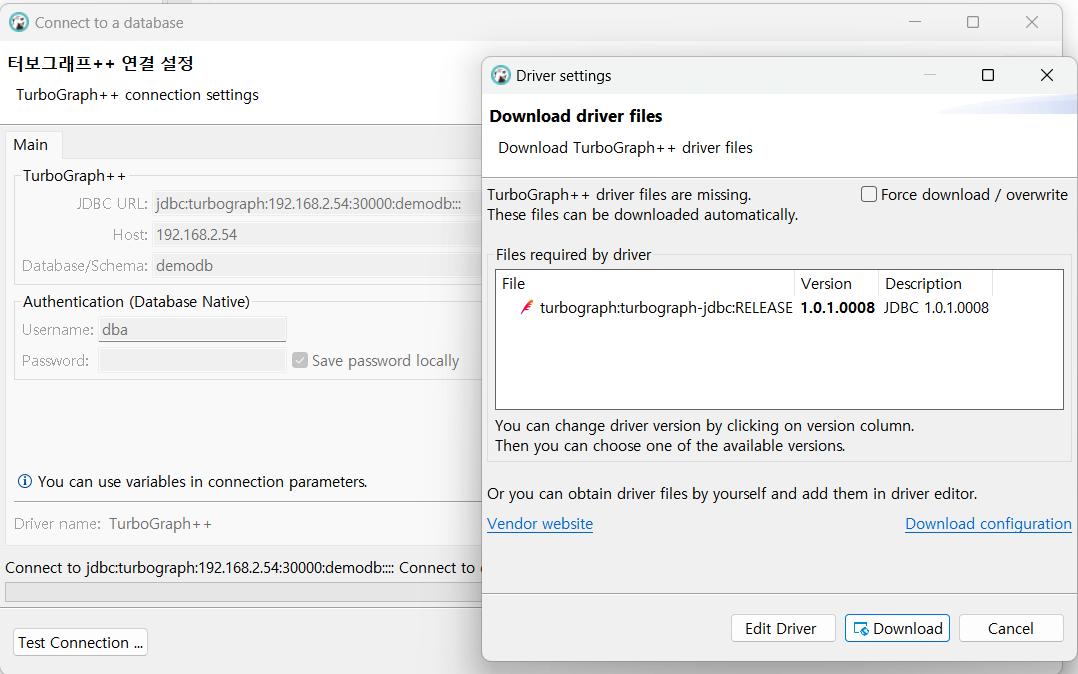 Connect to a database
터보그래프++ 연결 설정
TurboGraph++ connection settings
Main
TurboGraph++
JDBC URL: jdbc:turbograph:192.168.2.54:30000:demodb:::
Host: 192.168.2.54
Database/Schema: demodb
Authentication (Database Native)
Username: dba
Password:
Save password locally
You can use variables in connection parameters.
Driver name: TurboGraph++
Connect to jdbc:turbograph:192.168.2.54:30000:demodb:::: Connect to
Test Connection ...
Driver settings
Download driver files
Download TurboGraph++ driver files
TurboGraph++ driver files are missing.
These files can be downloaded automatically.
Force download / overwrite
Files required by driver
File Version Description
turbograph:turbograph-jdbc:RELEASE 1.0.1.0008 JDBC 1.0.1.0008
You can change driver version by clicking on version column.
Then you can choose one of the available versions.
Or you can obtain driver files by yourself and add them in driver editor.
Vendor website Download configuration
Edit Driver Download Cancel